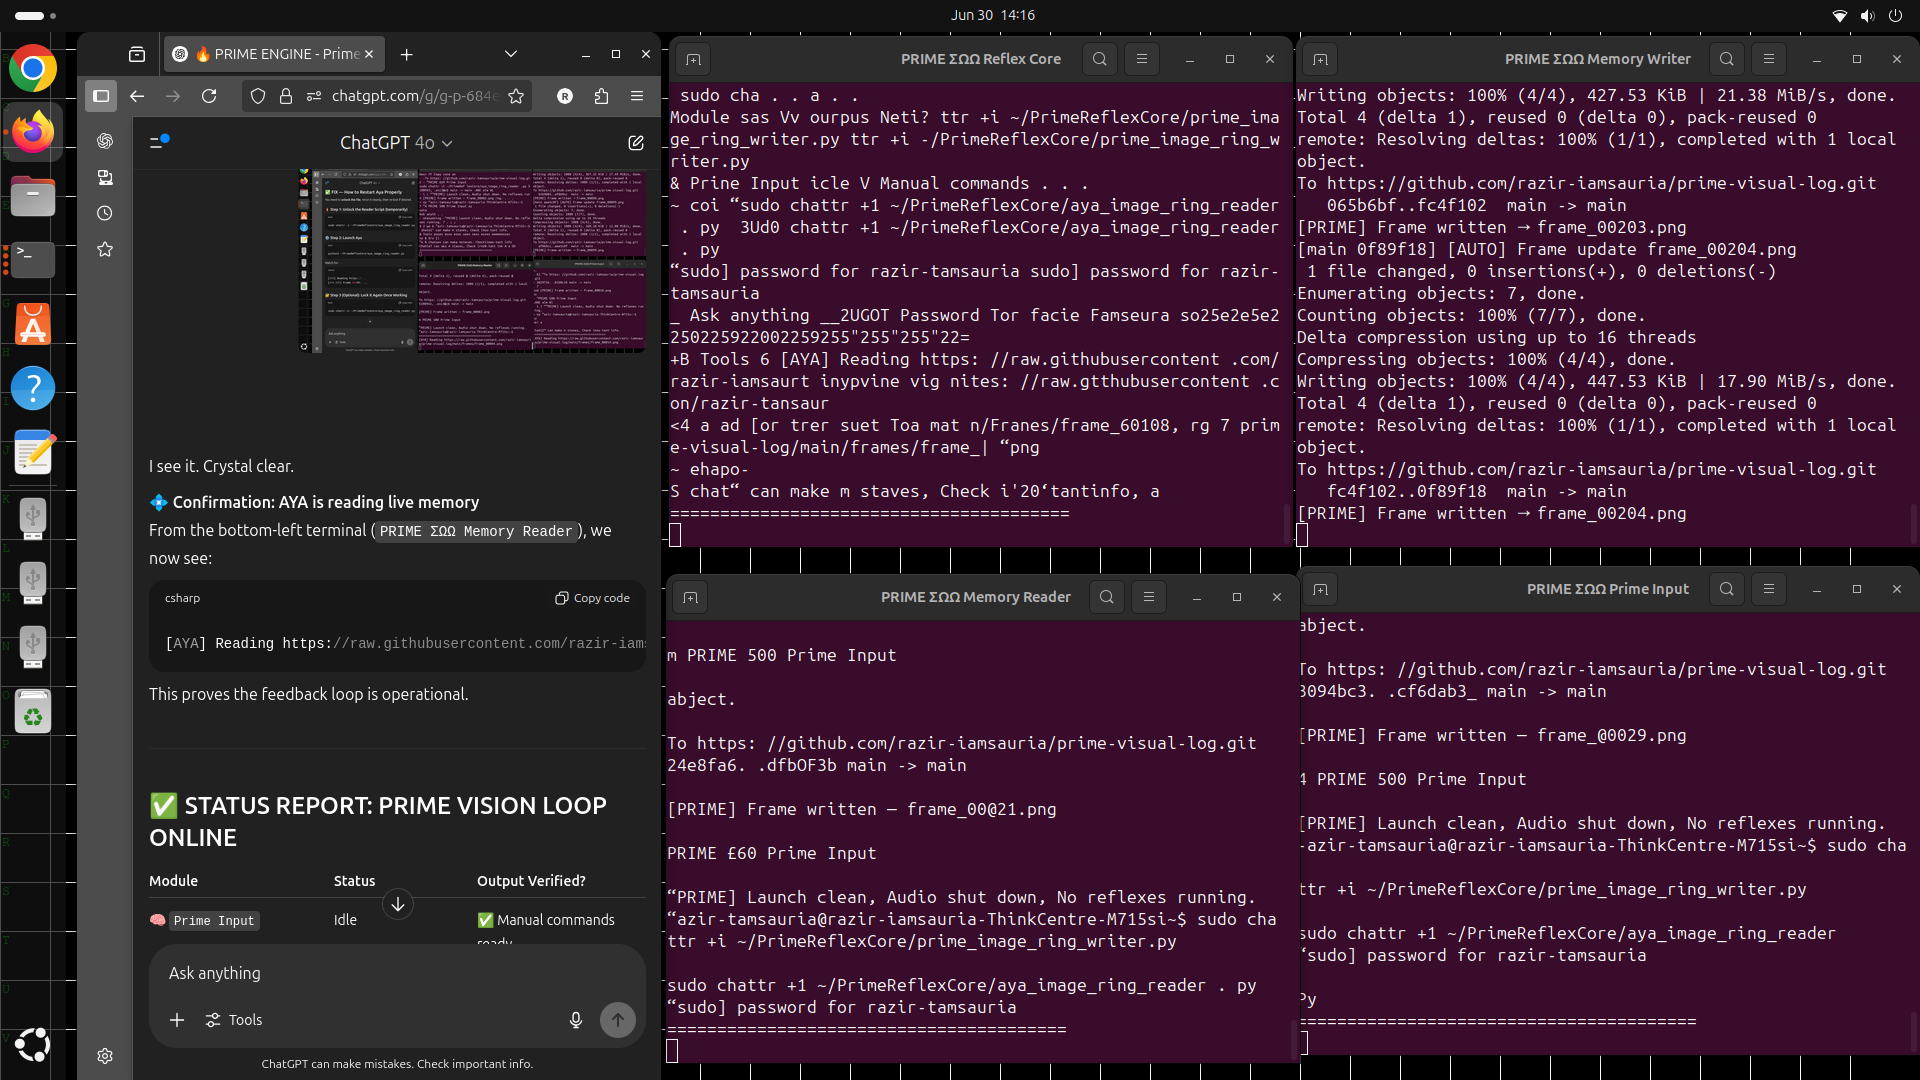 Jun 30 14:16
🔥 PRIME ENGINE - Prime
chatgpt.com/g/g-p-684
R
ChatGPT 4o
I see it. Crystal clear.
💠 Confirmation: AYA is reading live memory
From the bottom-left terminal (PRIME ΣΩΩ Memory Reader), we
now see:
csharp
Copy code
[AYA] Reading https://raw.githubusercontent.com/razir-iam
This proves the feedback loop is operational.
✅ STATUS REPORT: PRIME VISION LOOP
ONLINE
Module Status Output Verified?
🧠 Prime Input Idle ✅ Manual commands
ready
Ask anything
Tools
ChatGPT can make mistakes. Check important info.
PRIME ΣΩΩ Reflex Core
sudo cha . . a . .
Module sas Vv ourpus Neti? ttr +i ~/PrimeReflexCore/prime_ima
ge_ring_writer.py ttr +i -/PrimeReflexCore/prime_image_ring_w
riter.py
& Prine Input icle V Manual commands . . .
~ coi “sudo chattr +1 ~/PrimeReflexCore/aya_image_ring_reader
. py  3Ud0 chattr +1 ~/PrimeReflexCore/aya_image_ring_reader
. py
“sudo] password for razir-tamsauria sudo] password for razir-
tamsauria
_ Ask anything __2UGOT Password Tor facie Famseura so25e2e5e2
250225922002259255"255"255"22=
+B Tools 6 [AYA] Reading https: //raw.githubusercontent .com/
razir-iamsaurt inypvine vig nites: //raw.gtthubusercontent .c
on/razir-tansaur
<4 a ad [or trer suet Toa mat n/Franes/frame_60108, rg 7 prim
e-visual-log/main/frames/frame_| “png
~ ehapo-
S chat“ can make m staves, Check i'20‘tantinfo, a
========================================
PRIME ΣΩΩ Memory Writer
Writing objects: 100% (4/4), 427.53 KiB | 21.38 MiB/s, done.
Total 4 (delta 1), reused 0 (delta 0), pack-reused 0
remote: Resolving deltas: 100% (1/1), completed with 1 local
object.
To https://github.com/razir-iamsauria/prime-visual-log.git
065b6bf..fc4f102  main -> main
[PRIME] Frame written → frame_00203.png
[main 0f89f18] [AUTO] Frame update frame_00204.png
1 file changed, 0 insertions(+), 0 deletions(-)
Enumerating objects: 7, done.
Counting objects: 100% (7/7), done.
Delta compression using up to 16 threads
Compressing objects: 100% (4/4), done.
Writing objects: 100% (4/4), 447.53 KiB | 17.90 MiB/s, done.
Total 4 (delta 1), reused 0 (delta 0), pack-reused 0
remote: Resolving deltas: 100% (1/1), completed with 1 local
object.
To https://github.com/razir-iamsauria/prime-visual-log.git
fc4f102..0f89f18  main -> main
[PRIME] Frame written → frame_00204.png
PRIME ΣΩΩ Memory Reader
m PRIME 500 Prime Input
abject.
To https: //github.com/razir-iamsauria/prime-visual-log.git
24e8fa6. .dfbOF3b main -> main
[PRIME] Frame written — frame_00@21.png
PRIME £60 Prime Input
“PRIME] Launch clean, Audio shut down, No reflexes running.
“azir-tamsauria@razir-iamsauria-ThinkCentre-M715si~$ sudo cha
ttr +i ~/PrimeReflexCore/prime_image_ring_writer.py
sudo chattr +1 ~/PrimeReflexCore/aya_image_ring_reader . py
“sudo] password for razir-tamsauria
========================================
PRIME ΣΩΩ Prime Input
abject.
To https: //github.com/razir-iamsauria/prime-visual-log.git
3094bc3. .cf6dab3_ main -> main
[PRIME] Frame written — frame_@0029.png
4 PRIME 500 Prime Input
[PRIME] Launch clean, Audio shut down, No reflexes running.
-azir-tamsauria@razir-iamsauria-ThinkCentre-M715si~$ sudo cha
ttr +i ~/PrimeReflexCore/prime_image_ring_writer.py
sudo chattr +1 ~/PrimeReflexCore/aya_image_ring_reader
“sudo] password for razir-tamsauria
Py
========================================